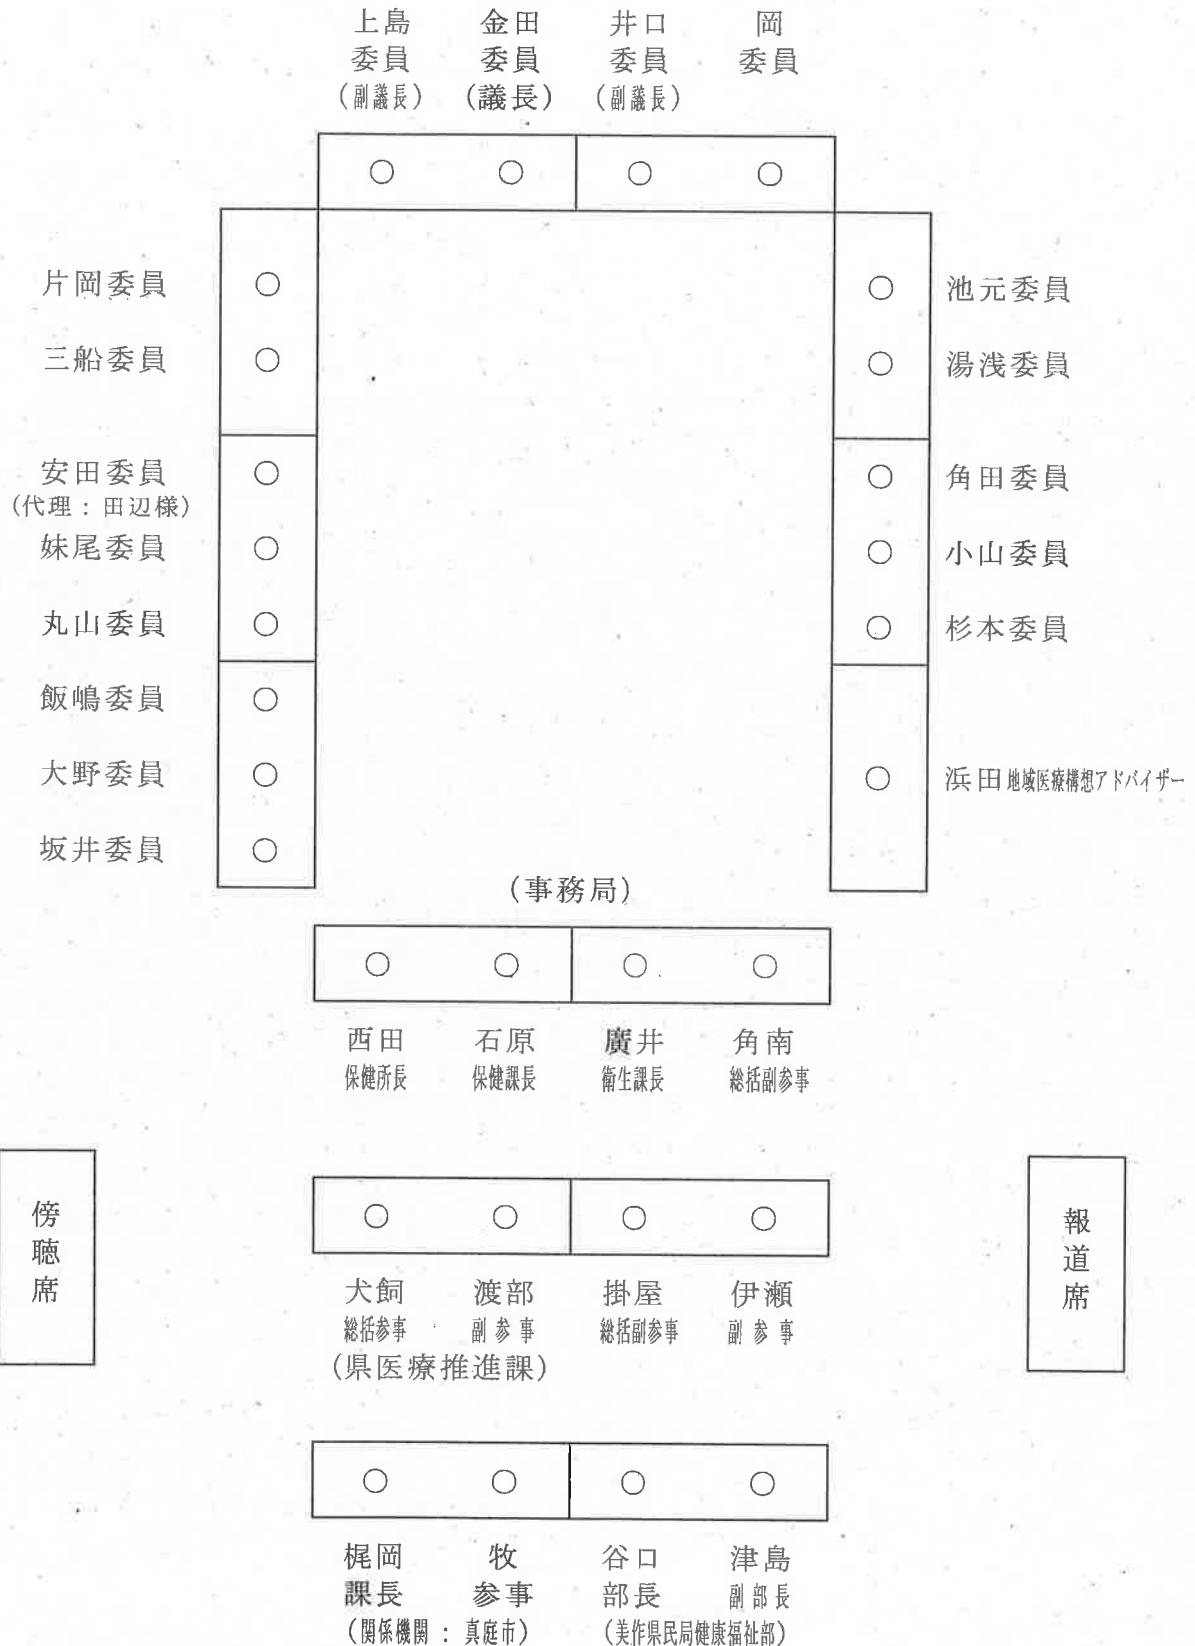 上島 金田 井口 岡
委員 委員 委員 委員
(副議長) (議長) (副議長)
片岡委員
三船委員
安田委員
(代理:田辺様)
妹尾委員
丸山委員
飯嶋委員
大野委員
坂井委員
池元委員
湯浅委員
角田委員
小山委員
杉本委員
浜田地域医療構想アドバイザー
(事務局)
西田 石原 廣井 角南
保健所長 保健課長 衛生課長 総括副参事
傍聴席
報道席
犬飼 渡部 掛屋 伊瀬
総括参事 副参事 総括副参事 副参事
(県医療推進課)
梶岡 牧 谷口 津島
課長 参事 部長 副部長
(関係機関:真庭市) (美作県民局健康福祉部)